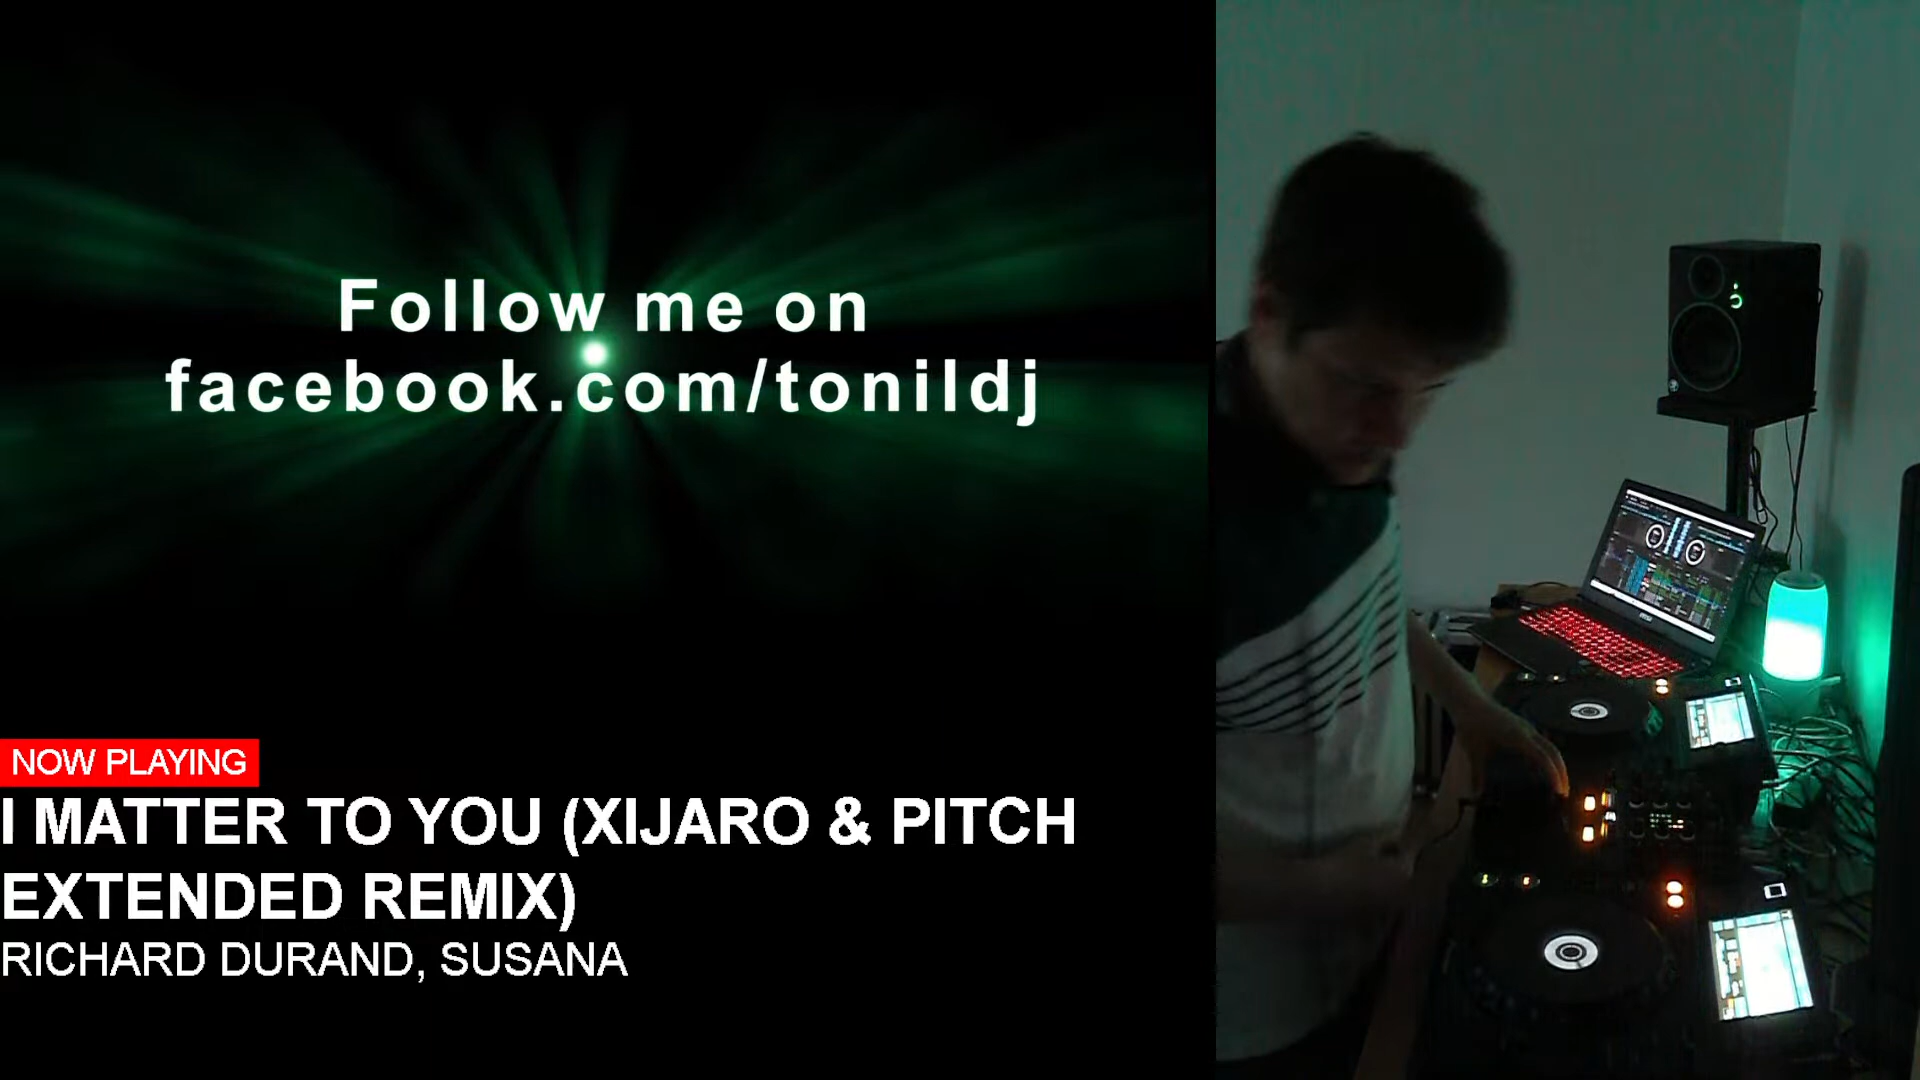 Follow me on
facebook.com/tonildj
NOW PLAYING
I MATTER TO YOU (XIJARO & PITCH
EXTENDED REMIX)
RICHARD DURAND, SUSANA